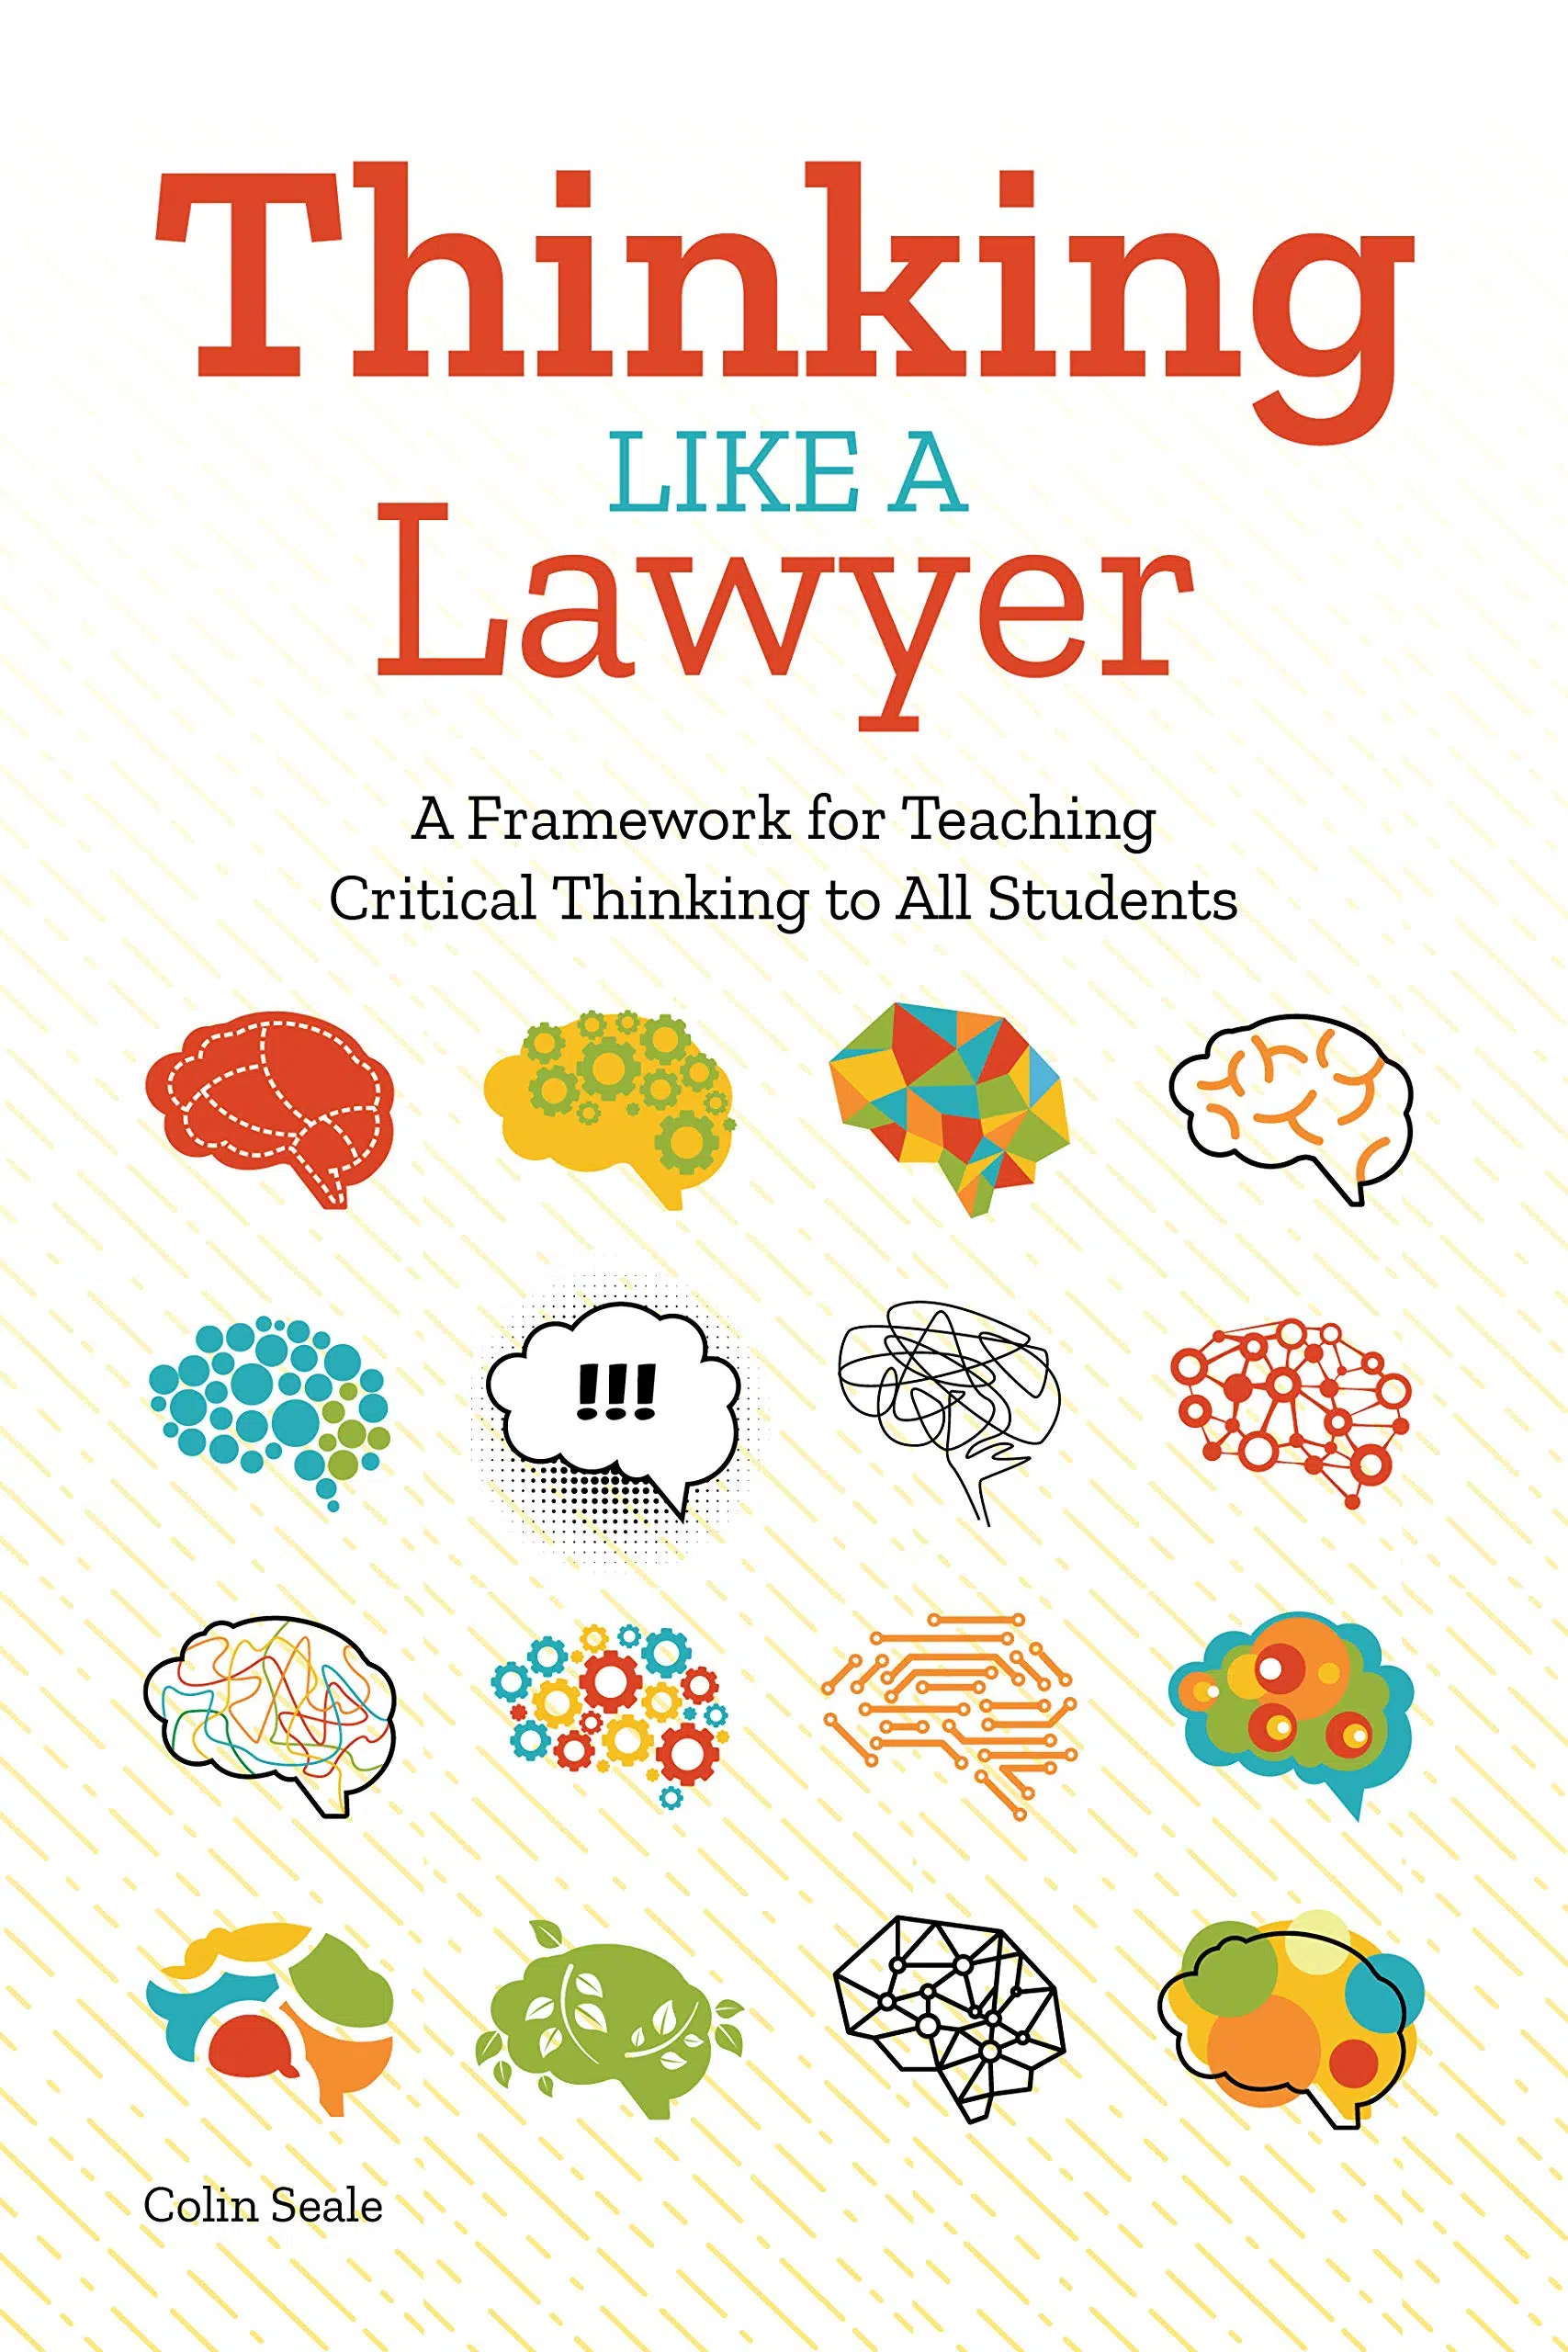 Thinking
LIKE A
Lawyer
A Framework for Teaching
Critical Thinking to All Students
!!!
Colin Seale